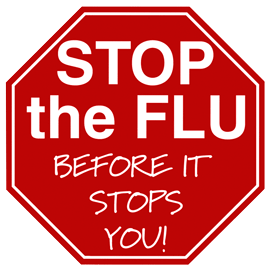 STOP
the FLU
BEFORE IT
STOPS
YOU!